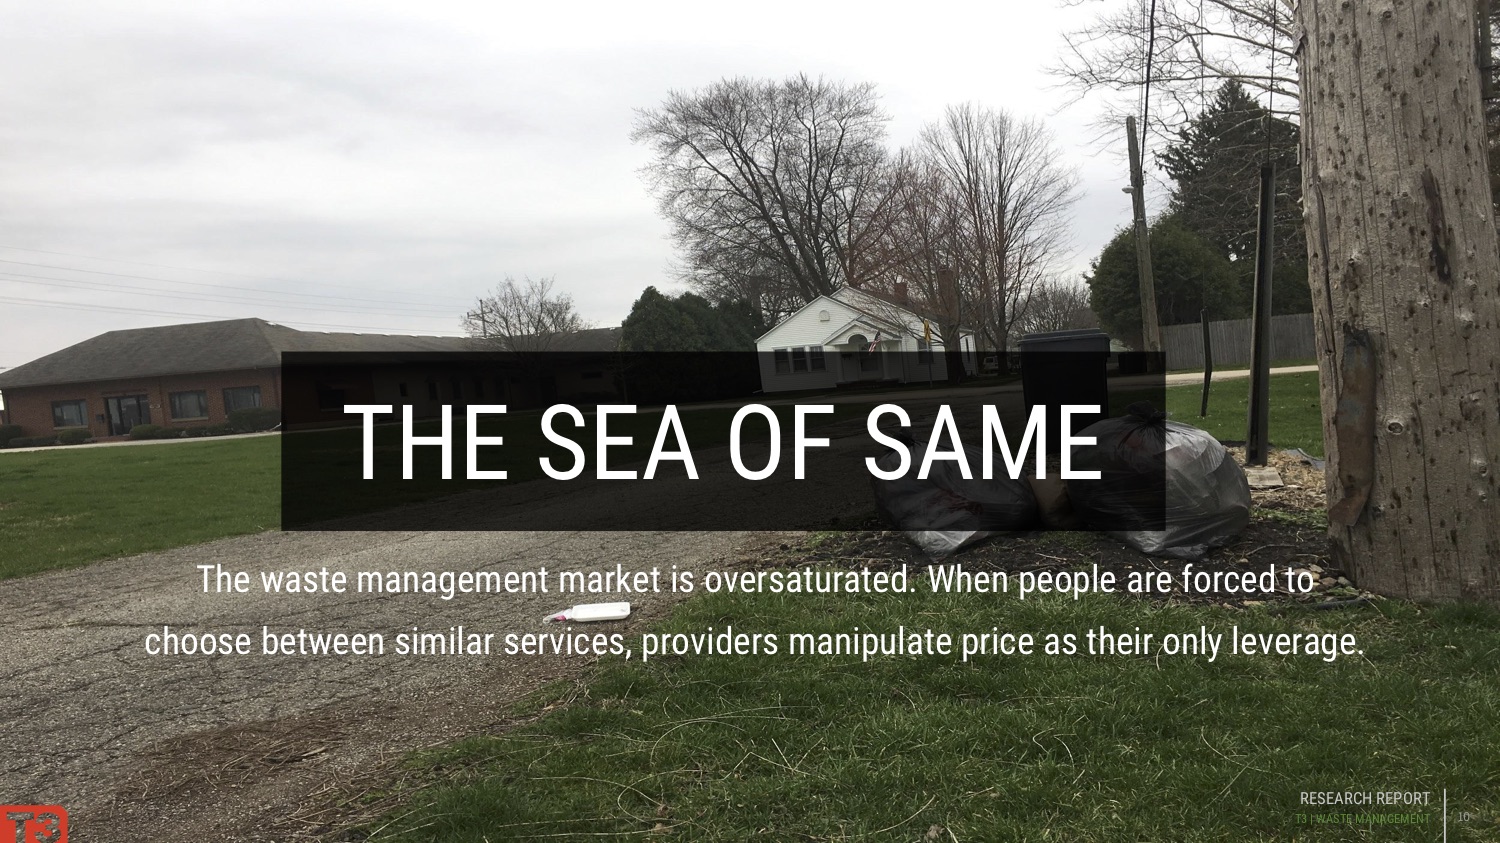 THE SEA OF SAME
The waste management market is oversaturated. When people are forced to
choose between similar services, providers manipulate price as their only leverage.
RESEARCH REPORT
T3 | WASTE MANAGEMENT
10
T3